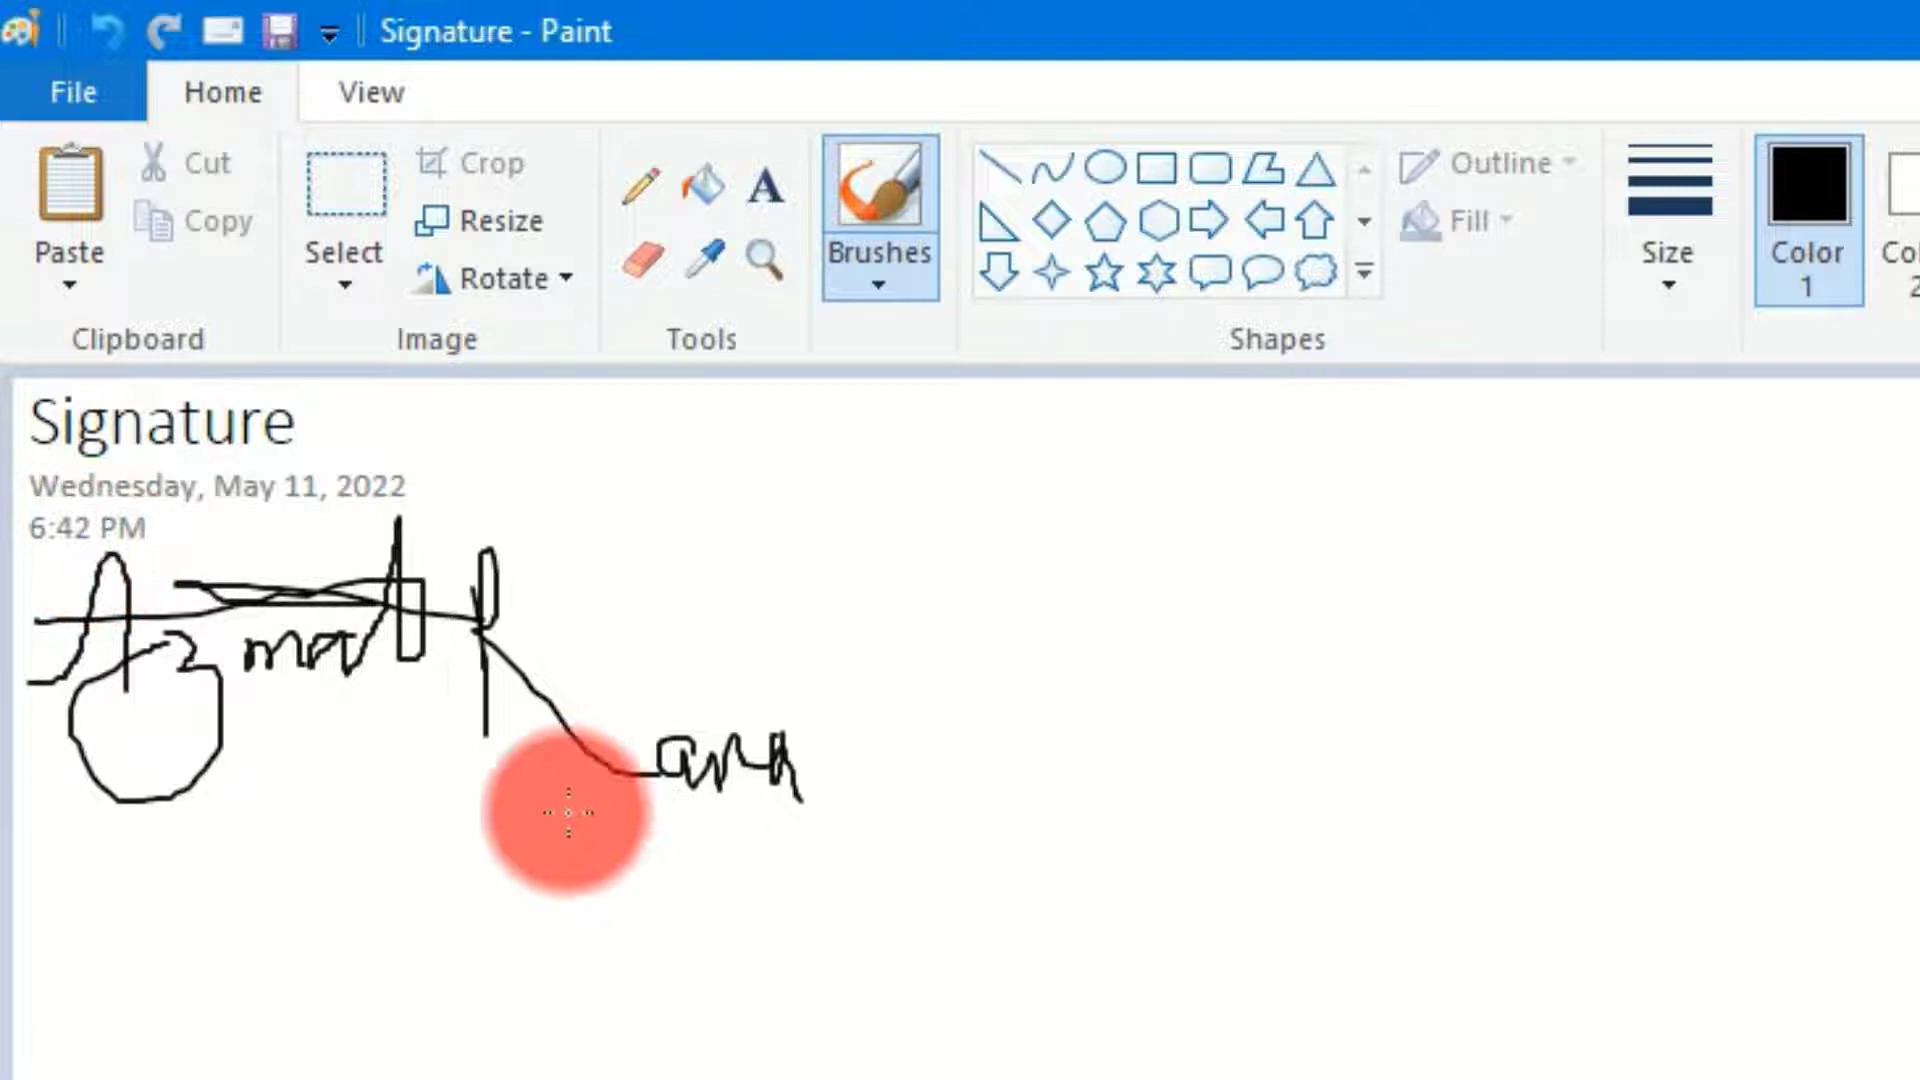 Signature - Paint
File Home View
Paste Cut Copy Select Crop Resize Rotate Brushes Outline Fill Size Color 1
Clipboard Image Tools Shapes
Signature
Wednesday, May 11, 2022
6:42 PM